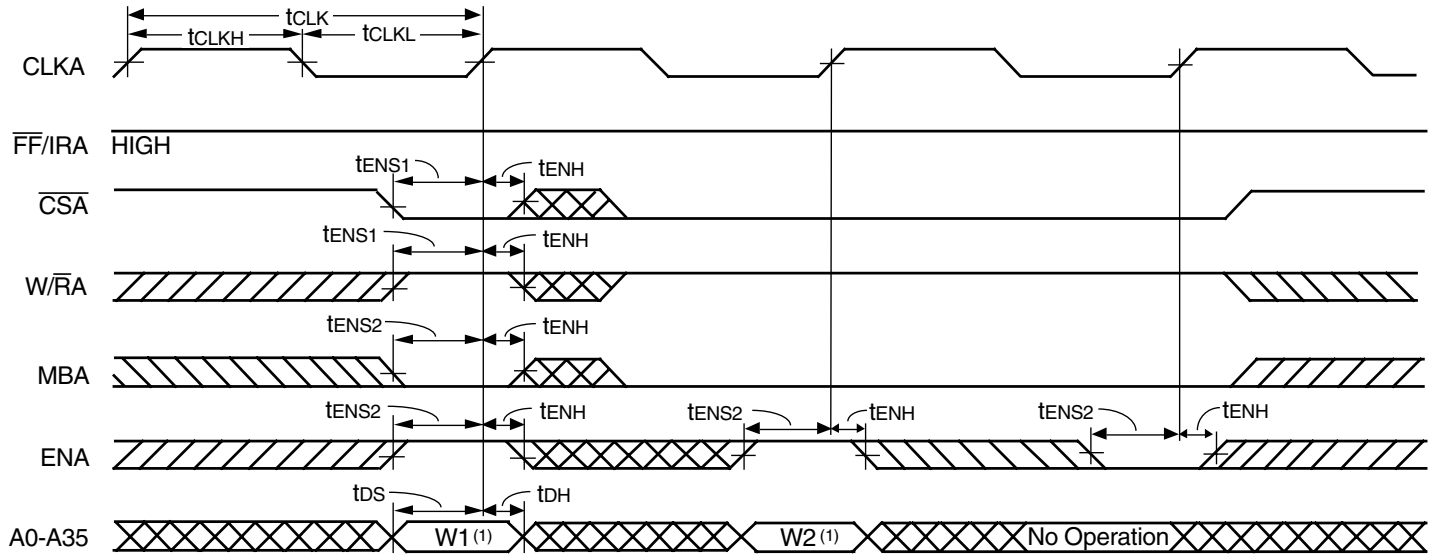 tCLK
tCLKH tCLKL
CLKA
FF/IRA HIGH
tENS1 tENH
CSA
tENS1 tENH
W/RA
tENS2 tENH
MBA
tENS2 tENH tENS2 tENH tENS2 tENH
ENA
tDS tDH
A0-A35 W1(1) W2(1) No Operation